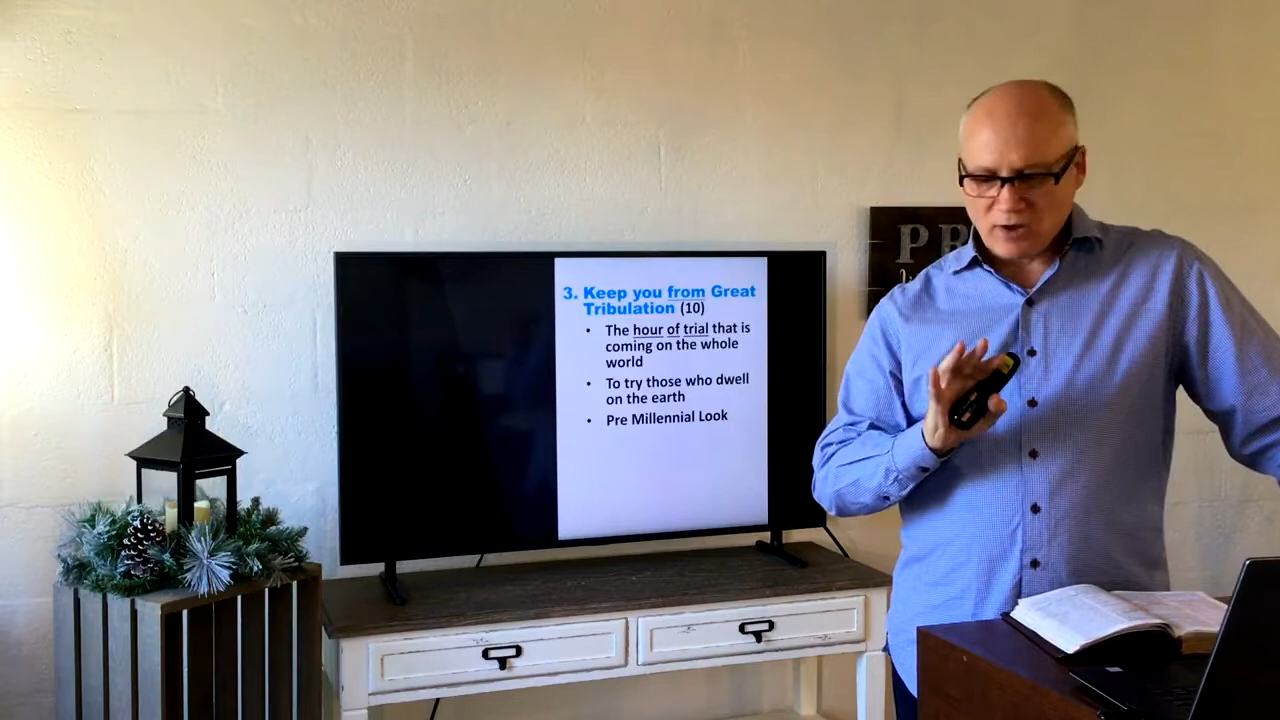 3. Keep you from Great
Tribulation (10)
• The hour of trial that is
coming on the whole
world
• To try those who dwell
on the earth
• Pre Millennial Look